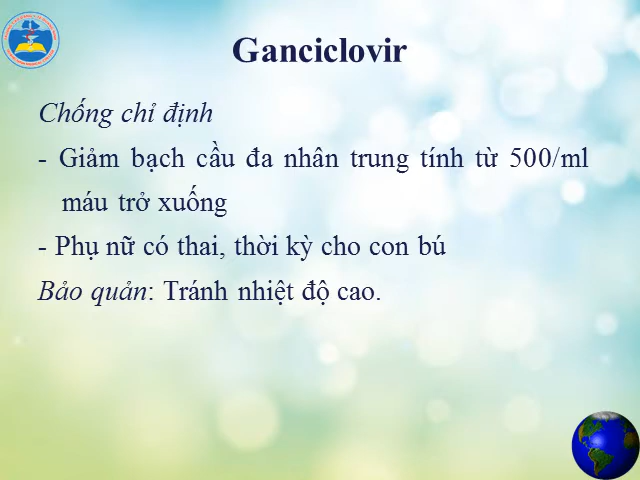 Ganciclovir
Chống chỉ định
- Giảm bạch cầu đa nhân trung tính từ 500/ml
máu trở xuống
- Phụ nữ có thai, thời kỳ cho con bú
Bảo quản: Tránh nhiệt độ cao.